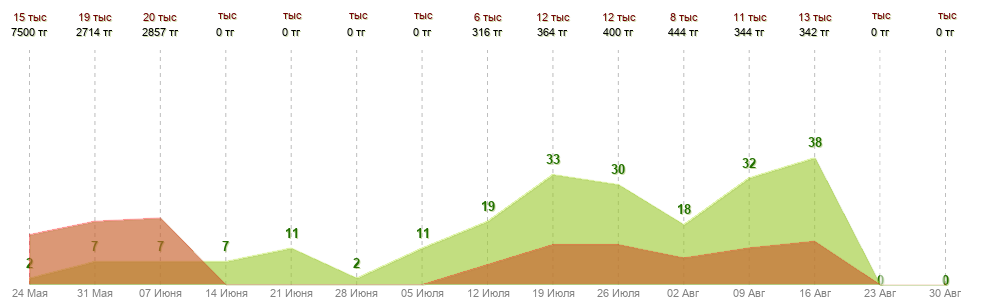 15 тыс 19 тыс 20 тыс тыс тыс тыс тыс 6 тыс 12 тыс 12 тыс 8 тыс 11 тыс 13 тыс тыс тыс
7500 тг 2714 тг 2857 тг 0 тг 0 тг 0 тг 0 тг 316 тг 364 тг 400 тг 444 тг 344 тг 342 тг 0 тг 0 тг
2 7 7 7 11 2 11 19 33 30 18 32 38 0 0
24 Мая 31 Мая 07 Июня 14 Июня 21 Июня 28 Июня 05 Июля 12 Июля 19 Июля 26 Июля 02 Авг 09 Авг 16 Авг 23 Авг 30 Авг